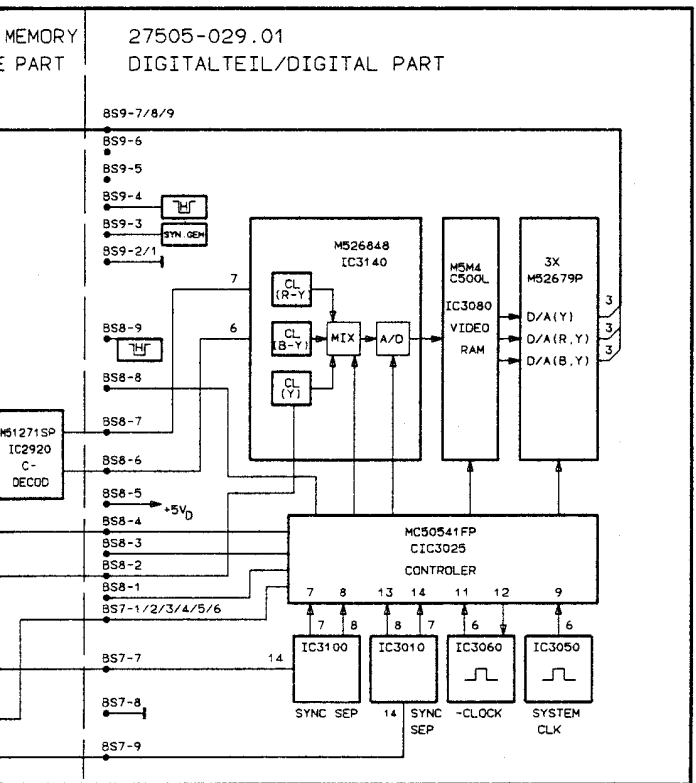 MEMORY
E PART
27505-029.01
DIGITALTEIL/DIGITAL PART
BS9-7/8/9
BS9-6
BS9-5
BS9-4
H
BS9-3
SYN.GEN
BS9-2/1
7
6
M526848
IC3140
CL
(R-Y
CL
(B-Y)
CL
(Y)
MIX
A/D
M5M4
C500L
IC3080
VIDEO
RAM
3X
M52679P
D/A(Y)
D/A(R,Y)
D/A(B,Y)
3
3
3
BS8-9
H
BS8-8
BS8-7
BS8-6
M51271SP
IC2920
C-
DECOD
BS8-5
+5VD
BS8-4
BS8-3
BS8-2
BS8-1
BS7-1/2/3/4/5/6
MC50541FP
CIC3025
CONTROLER
7 8 13 14 11 12 9
7 8 8 7 6 6
IC3100
IC3010
IC3060
IC3050
BS7-7
14
SYNC SEP
14 SYNC
SEP
-CLOCK
SYSTEM
CLK
BS7-8
BS7-9